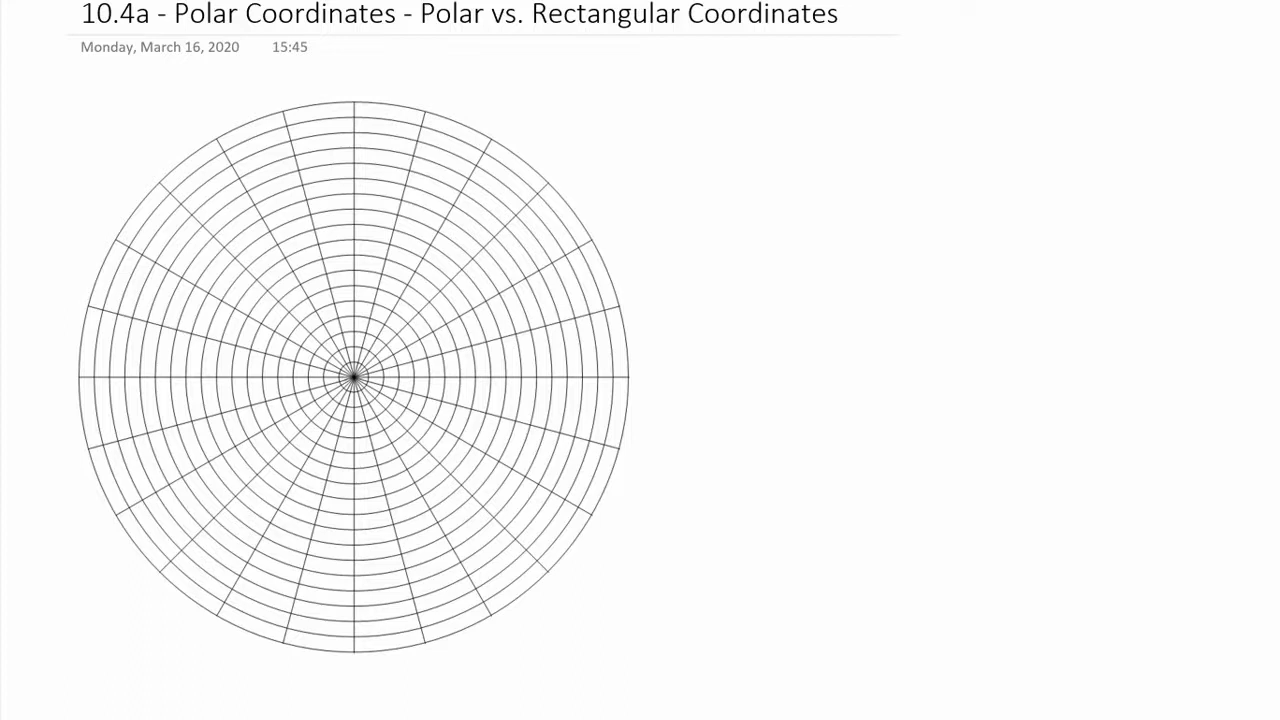 10.4a - Polar Coordinates - Polar vs. Rectangular Coordinates
Monday, March 16, 2020 15:45